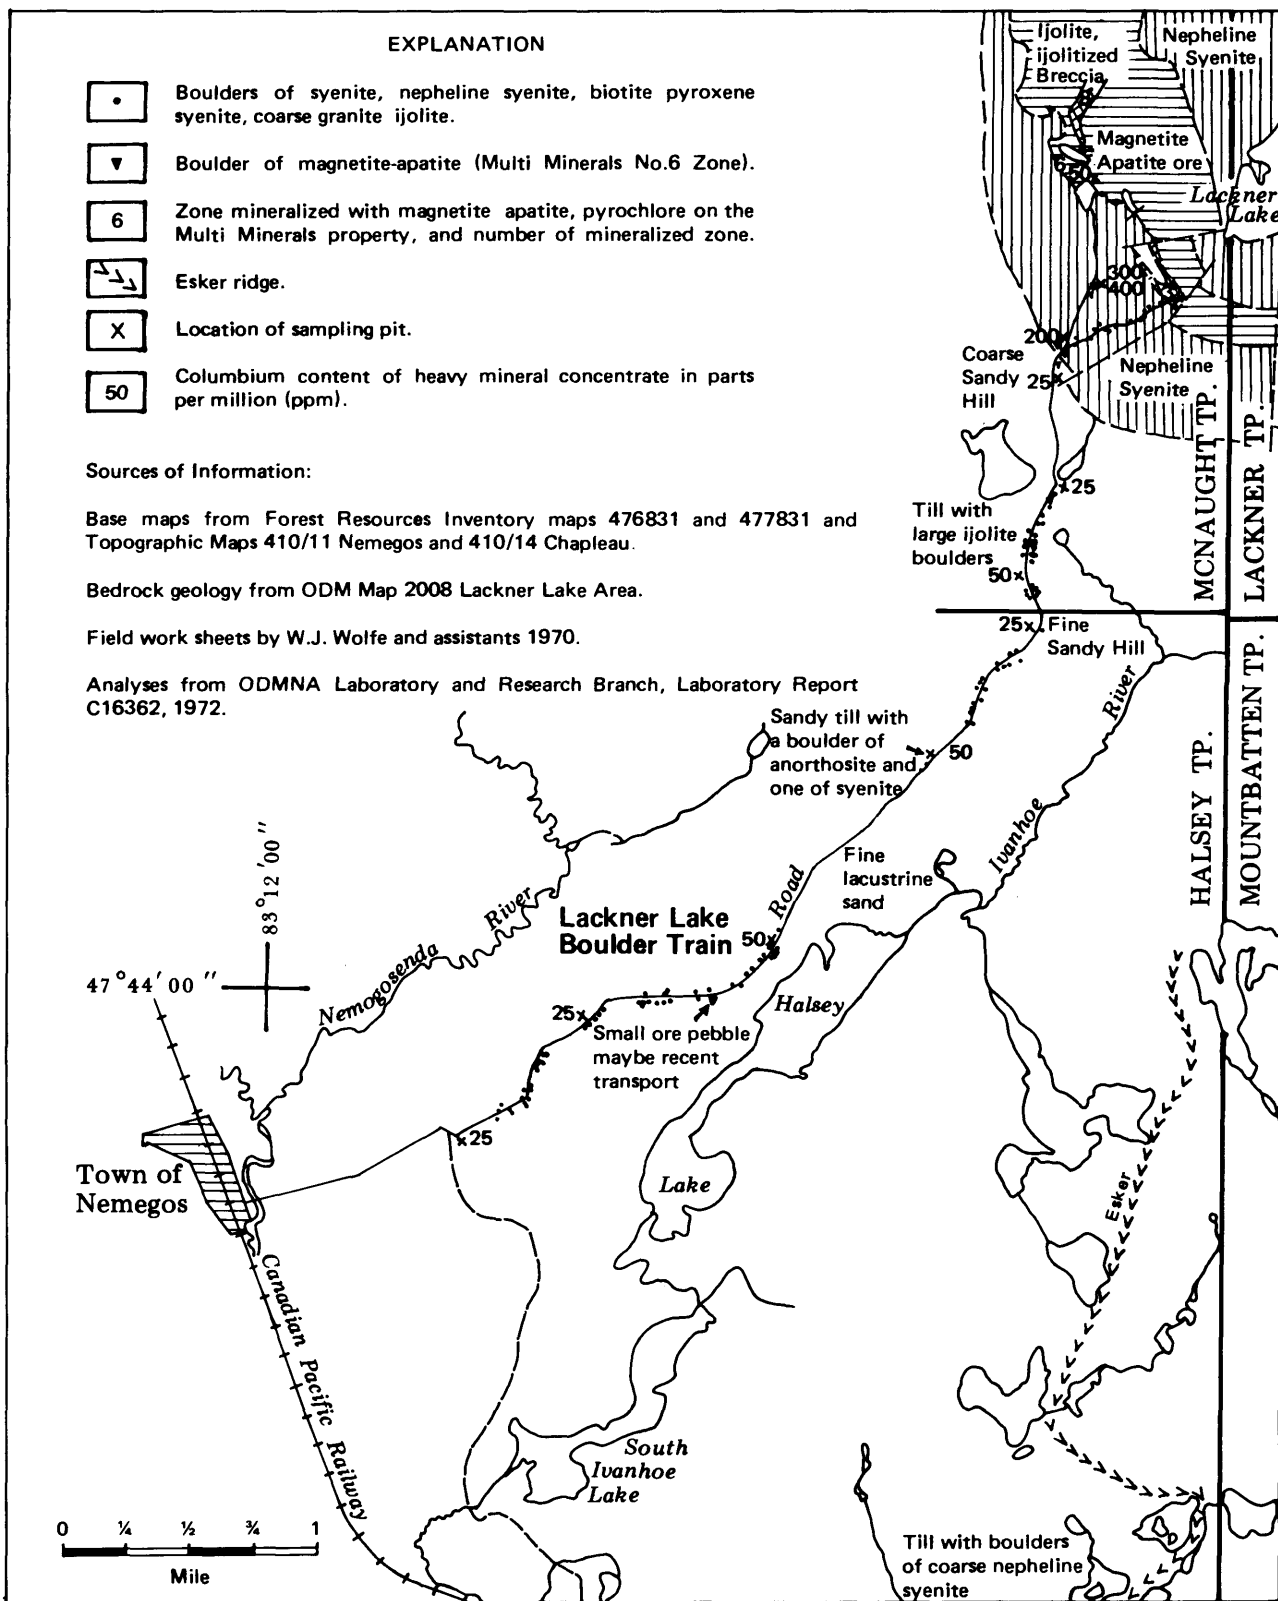 EXPLANATION
Boulders of syenite, nepheline syenite, biotite pyroxene
syenite, coarse granite ijolite.
Boulder of magnetite-apatite (Multi Minerals No.6 Zone).
6
Zone mineralized with magnetite apatite, pyrochlore on the
Multi Minerals property, and number of mineralized zone.
Esker ridge.
X
Location of sampling pit.
50
Columbium content of heavy mineral concentrate in parts
per million (ppm).
Sources of Information:
Base maps from Forest Resources Inventory maps 476831 and 477831 and
Topographic Maps 410/11 Nemegos and 410/14 Chapleau.
Bedrock geology from ODM Map 2008 Lackner Lake Area.
Field work sheets by W.J. Wolfe and assistants 1970.
Analyses from ODMNA Laboratory and Research Branch, Laboratory Report
C16362, 1972.
Ijolite,
ijolitized
Breccia
Nepheline
Syenite
Magnetite
Apatite ore
Lackner
Lake
300
400
200
Coarse
Sandy
Hill
25
Nepheline
Syenite
MCNAUGHT TP.
LACKNER TP.
25
Till with
large ijolite
boulders
50
25
Fine
Sandy Hill
River
Ivanhoe
HALSEY TP.
MOUNTBATTEN TP.
Sandy till with
a boulder of
anorthosite and
one of syenite
50
Fine
lacustrine
sand
Road
83°12'00"
47°44'00"
Nemogosenda
River
Lackner Lake
Boulder Train
50
Halsey
Lake
25
Small ore pebble
maybe recent
transport
25
Town of
Nemegos
Canadian Pacific Railway
Esker
South
Ivanhoe
Lake
Till with boulders
of coarse nepheline
syenite
0 ¼ ½ ¾ 1
Mile